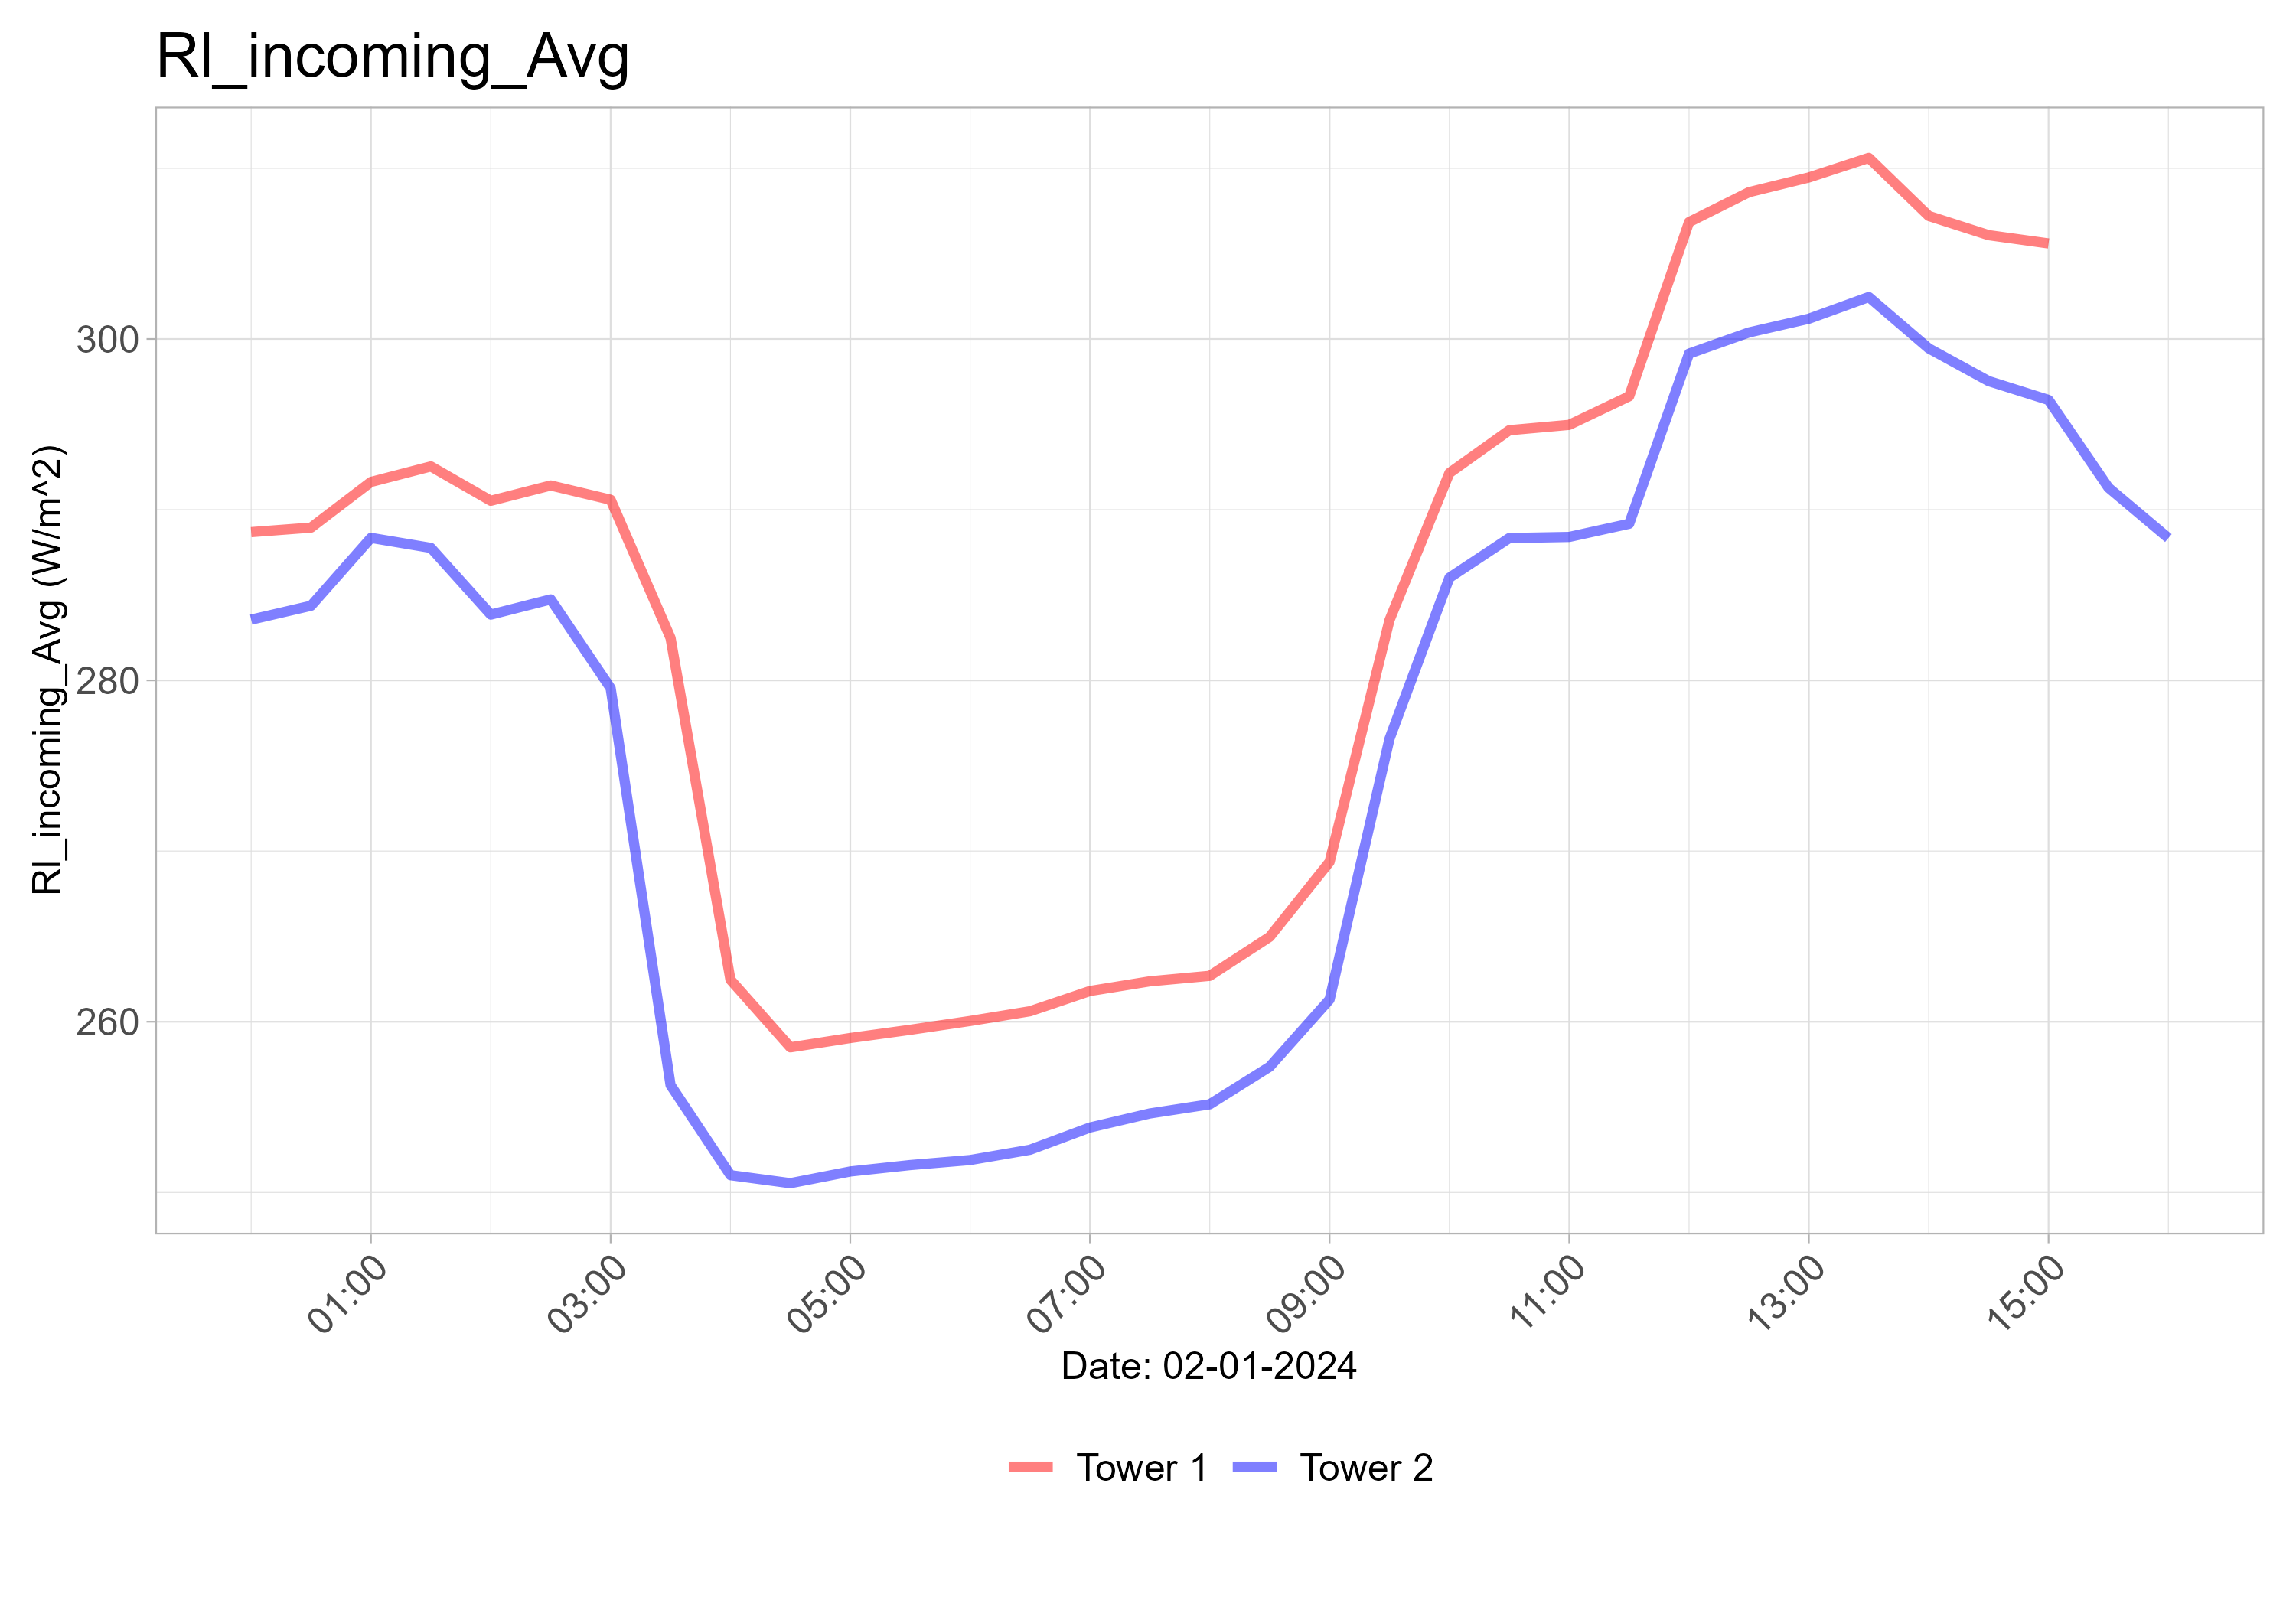 Rl_incoming_Avg
Rl_incoming_Avg (W/m^2)
300
280
260
01:00
03:00
05:00
07:00
09:00
11:00
13:00
15:00
Date: 02-01-2024
Tower 1
Tower 2